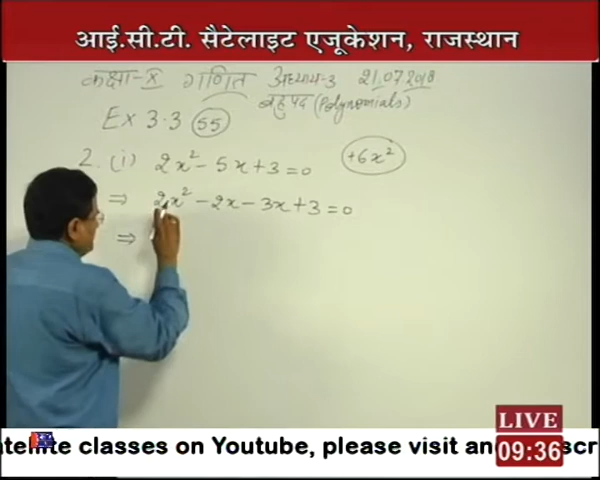 आई.सी.टी. सैटेलाइट एजूकेशन, राजस्थान
कक्षा-X गणित अध्याय-3 21.07.2018
बहुपद (Polynomials)
Ex 3.3 (55)
2. (i) 2x² - 5x + 3 = 0 +6x²
⇒ 2x² - 2x - 3x + 3 = 0
⇒
LIVE
09:36
satellite classes on Youtube, please visit an